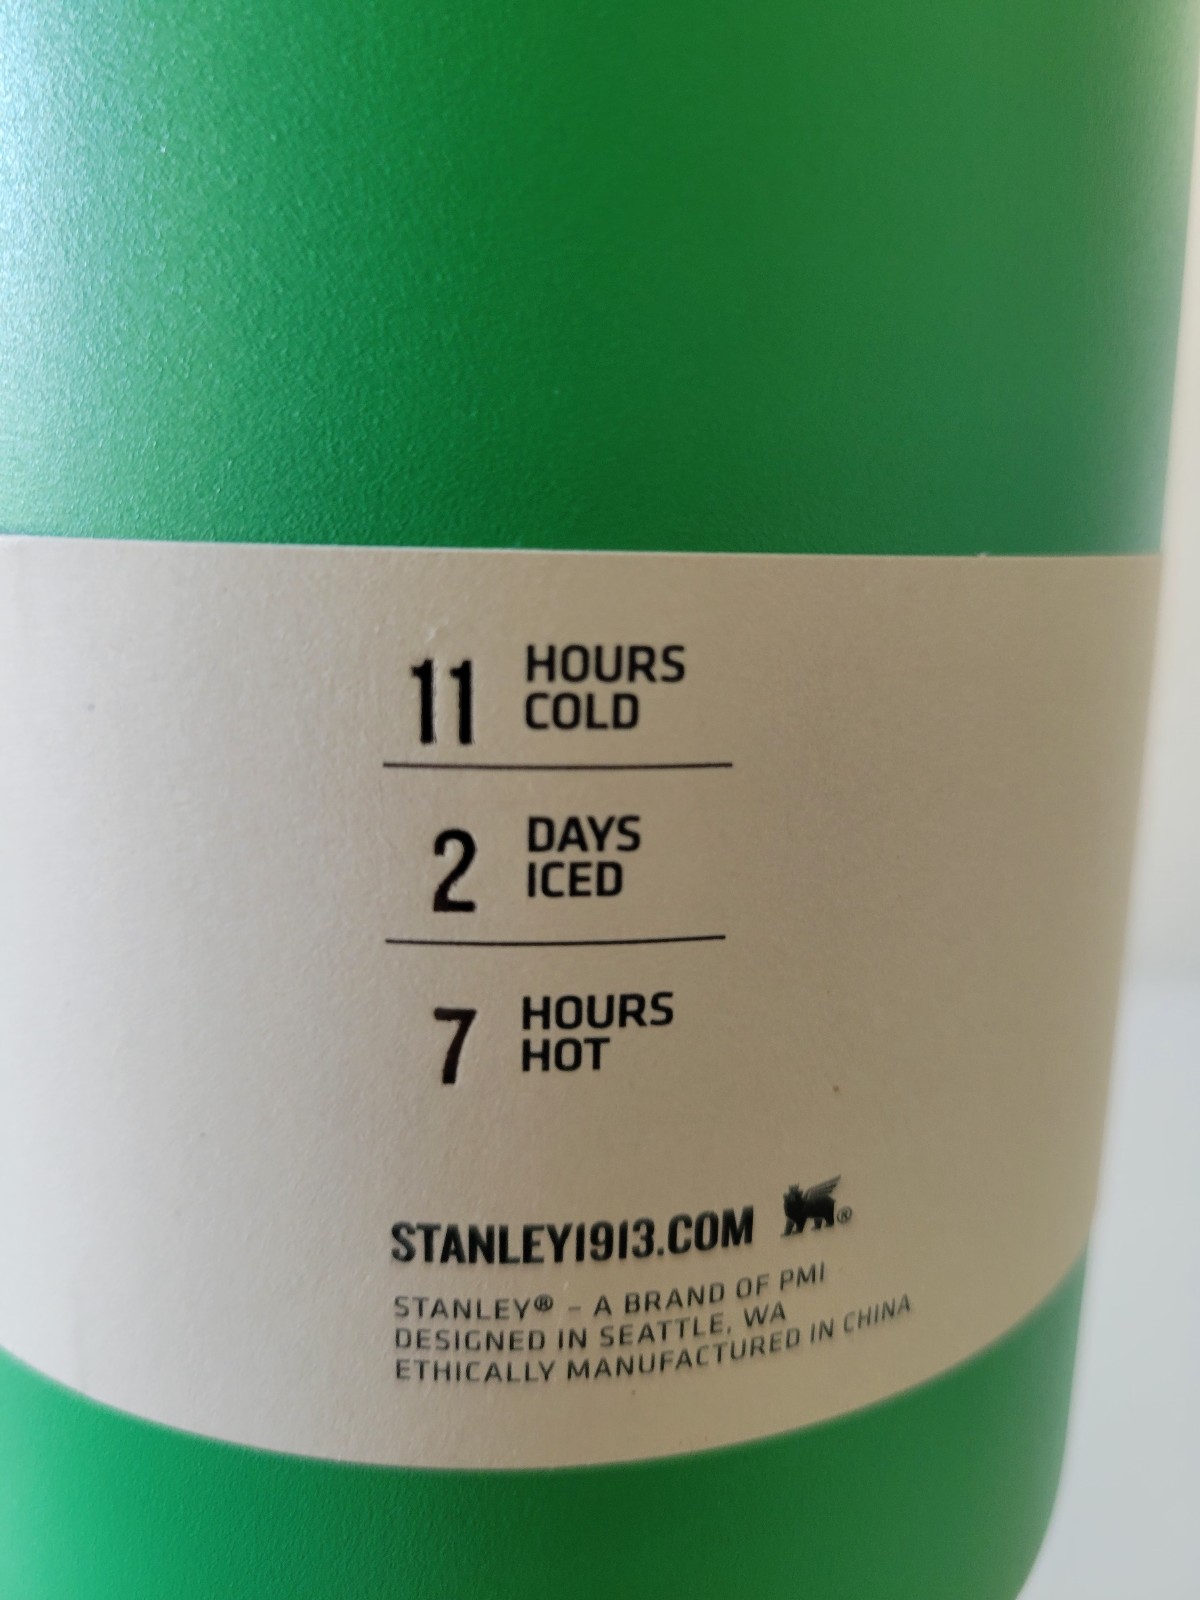 11 HOURS
COLD
2 DAYS
ICED
7 HOURS
HOT
STANLEY1913.COM ®
STANLEY® – A BRAND OF PMI
DESIGNED IN SEATTLE, WA
ETHICALLY MANUFACTURED IN CHINA